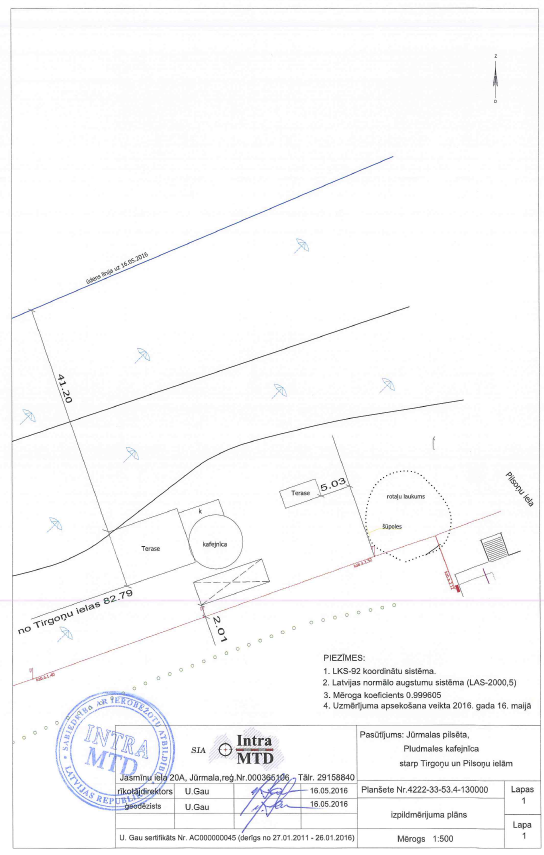 Z
D
ūdens līnija uz 16.05.2016
41.20
Terase
5.03
rotaļu laukums
šūpoles
Pilsoņu iela
k
kafejnīca
Terase
no Tirgoņu ielas 82.79
2.01
PIEZĪMES:
1. LKS-92 koordinātu sistēma.
2. Latvijas normālo augstumu sistēma (LAS-2000,5)
3. Mēroga koeficients 0.999605
4. Uzmērījuma apsekošana veikta 2016. gada 16. maijā
SABIEDRĪBA AR IEROBEŽOTU ATBILDĪBU
INTRA
MTD
LATVIJAS REPUBLIKA
SIA Intra
MTD
Jasmīnu iela 20A, Jūrmala,reģ.Nr.000365106 Tālr. 29158840
rīkotājdirektors U.Gau 16.05.2016
ģeodēzists U.Gau 16.05.2016
U. Gau sertifikāts Nr. AC000000045 (derīgs no 27.01.2011 - 26.01.2016)
Pasūtījums: Jūrmalas pilsēta,
Pludmales kafejnīca
starp Tirgoņu un Pilsoņu ielām
Planšete Nr.4222-33-53.4-130000
Lapas
1
izpildmērījuma plāns
Lapa
1
Mērogs 1:500